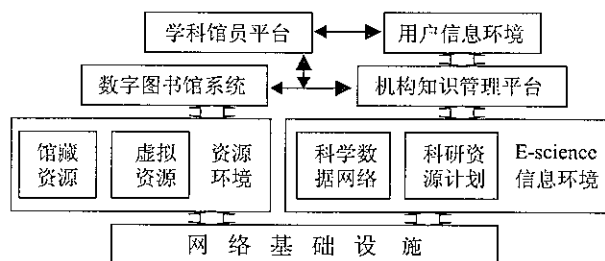 学科馆员平台
用户信息环境
数字图书馆系统
机构知识管理平台
馆藏
资源
虚拟
资源
资源
环境
科学数
据网络
科研资
源计划
E-science
信息环境
网络基础设施